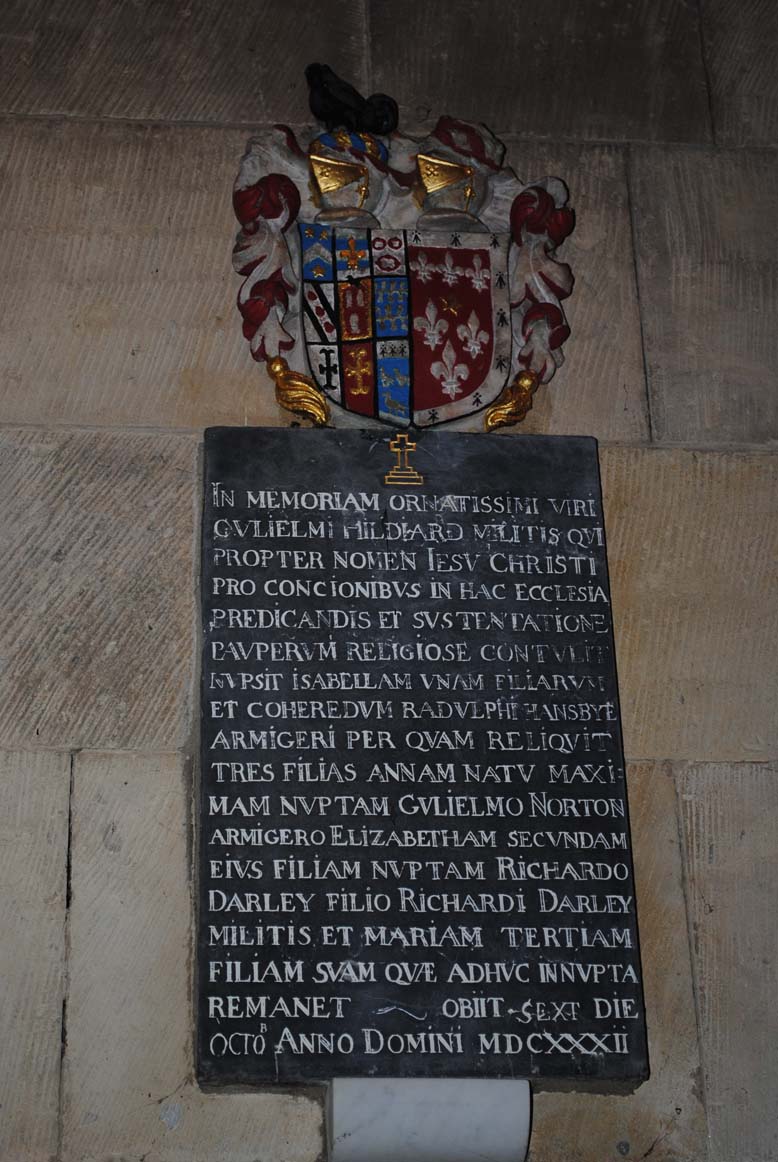 IN MEMORIAM ORNATISSIMI VIRI
GVLIELMI HILDIARD MILITIS QVI
PROPTER NOMEN IESV CHRISTI
PRO CONCIONIBVS IN HAC ECCLESIA
PREDICANDIS ET SVSTENTATIONE
PAVPERVM RELIGIOSE CONTVLIT
NVPSIT ISABELLAM VNAM FILIARVM
ET COHEREDVM RADVLPHI HANSBYE
ARMIGERI PER QVAM RELIQVIT
TRES FILIAS ANNAM NATV MAXI-
MAM NVPTAM GVLIELMO NORTON
ARMIGERO ELIZABETHAM SECVNDAM
EIVS FILIAM NVPTAM RICHARDO
DARLEY FILIO RICHARDI DARLEY
MILITIS ET MARIAM TERTIAM
FILIAM SVAM QVÆ ADHVC INNVPTA
REMANET OBIIT SEXT DIE
OCTOB ANNO DOMINI MDCXXXII